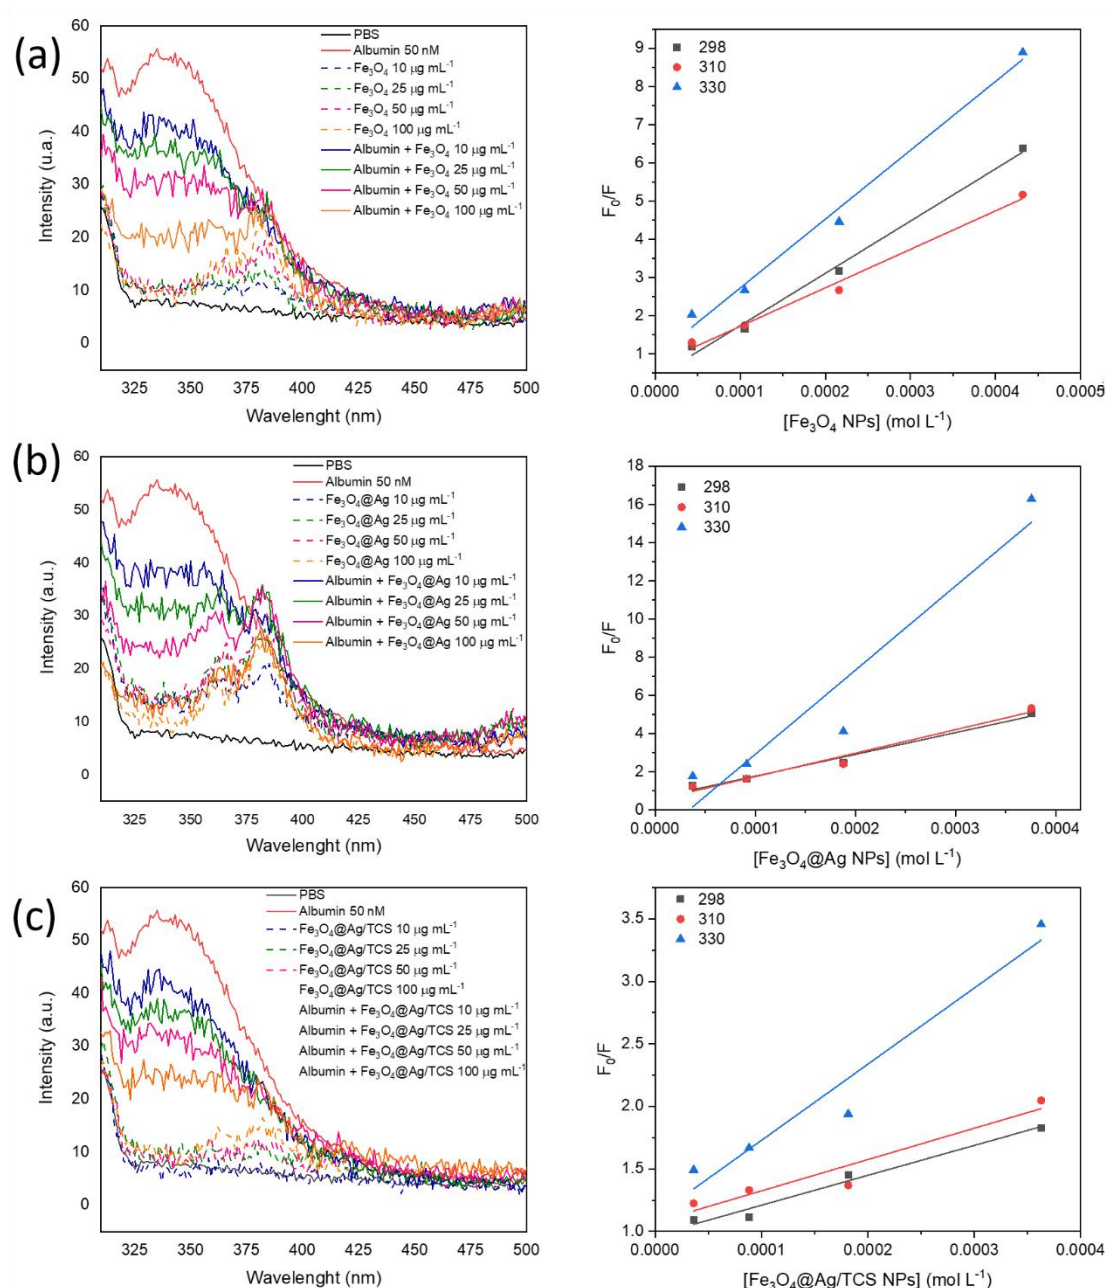 (a)
60
50
40
30
20
10
0
Intensity (u.a.)
PBS
Albumin 50 nM
Fe₃O₄ 10 µg mL⁻¹
Fe₃O₄ 25 µg mL⁻¹
Fe₃O₄ 50 µg mL⁻¹
Fe₃O₄ 100 µg mL⁻¹
Albumin + Fe₃O₄ 10 µg mL⁻¹
Albumin + Fe₃O₄ 25 µg mL⁻¹
Albumin + Fe₃O₄ 50 µg mL⁻¹
Albumin + Fe₃O₄ 100 µg mL⁻¹
325 350 375 400 425 450 475 500
Wavelenght (nm)
9
8
7
6
5
4
3
2
1
F₀/F
298
310
330
0.0000 0.0001 0.0002 0.0003 0.0004 0.0005
[Fe₃O₄ NPs] (mol L⁻¹)
(b)
60
50
40
30
20
10
0
Intensity (a.u.)
PBS
Albumin 50 nM
Fe₃O₄@Ag 10 µg mL⁻¹
Fe₃O₄@Ag 25 µg mL⁻¹
Fe₃O₄@Ag 50 µg mL⁻¹
Fe₃O₄@Ag 100 µg mL⁻¹
Albumin + Fe₃O₄@Ag 10 µg mL⁻¹
Albumin + Fe₃O₄@Ag 25 µg mL⁻¹
Albumin + Fe₃O₄@Ag 50 µg mL⁻¹
Albumin + Fe₃O₄@Ag 100 µg mL⁻¹
325 350 375 400 425 450 475 500
Wavelenght (nm)
18
16
14
12
10
8
6
4
2
0
F₀/F
298
310
330
0.0000 0.0001 0.0002 0.0003 0.0004
[Fe₃O₄@Ag NPs] (mol L⁻¹)
(c)
60
50
40
30
20
10
0
Intensity (a.u.)
PBS
Albumin 50 nM
Fe₃O₄@Ag/TCS 10 µg mL⁻¹
Fe₃O₄@Ag/TCS 25 µg mL⁻¹
Fe₃O₄@Ag/TCS 50 µg mL⁻¹
Fe₃O₄@Ag/TCS 100 µg mL⁻¹
Albumin + Fe₃O₄@Ag/TCS 10 µg mL⁻¹
Albumin + Fe₃O₄@Ag/TCS 25 µg mL⁻¹
Albumin + Fe₃O₄@Ag/TCS 50 µg mL⁻¹
Albumin + Fe₃O₄@Ag/TCS 100 µg mL⁻¹
325 350 375 400 425 450 475 500
Wavelenght (nm)
3.5
3.0
2.5
2.0
1.5
1.0
F₀/F
298
310
330
0.0000 0.0001 0.0002 0.0003 0.0004
[Fe₃O₄@Ag/TCS NPs] (mol L⁻¹)